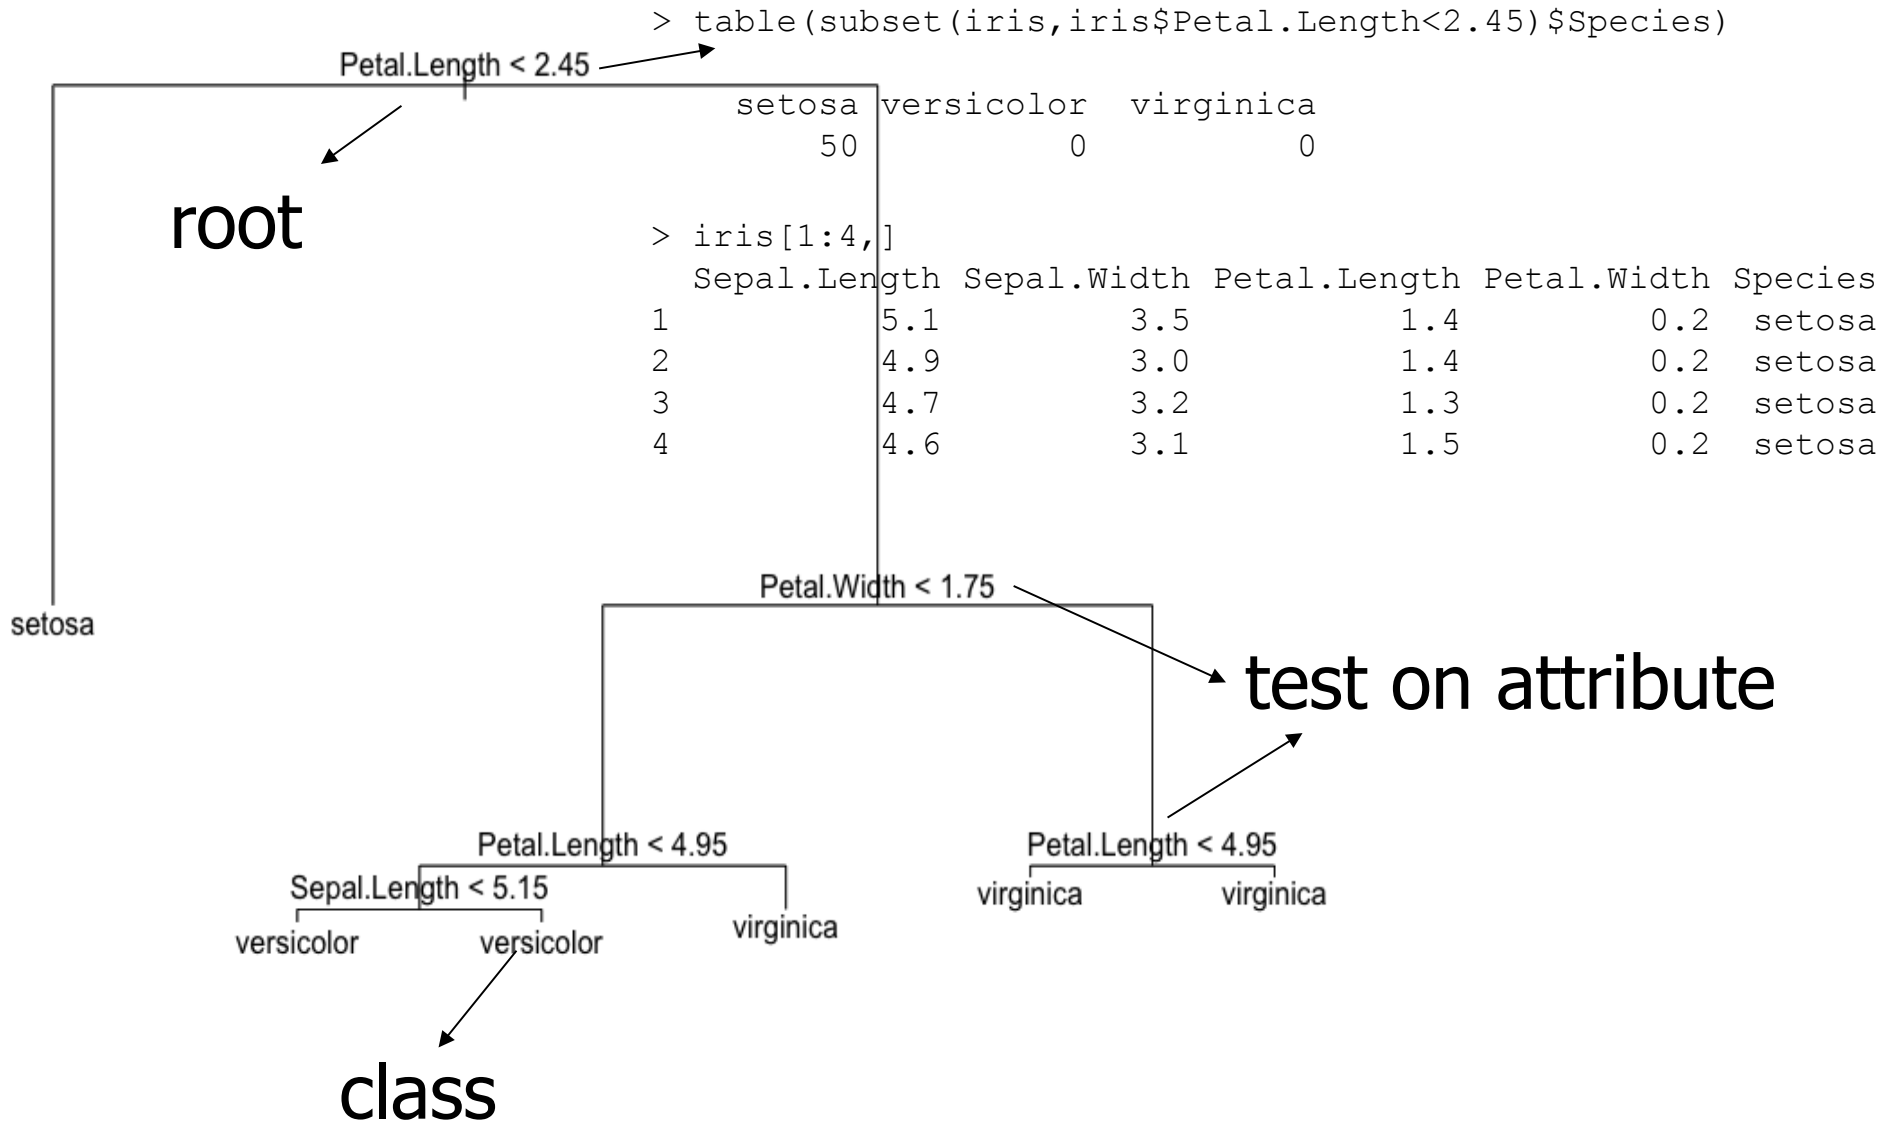 > table(subset(iris,iris$Petal.Length<2.45)$Species)
Petal.Length < 2.45
setosa versicolor virginica
50 0 0
root
> iris[1:4,]
Sepal.Length Sepal.Width Petal.Length Petal.Width Species
1 5.1 3.5 1.4 0.2 setosa
2 4.9 3.0 1.4 0.2 setosa
3 4.7 3.2 1.3 0.2 setosa
4 4.6 3.1 1.5 0.2 setosa
Petal.Width < 1.75
setosa
test on attribute
Petal.Length < 4.95
Petal.Length < 4.95
Sepal.Length < 5.15
virginica
virginica
virginica
versicolor
versicolor
class